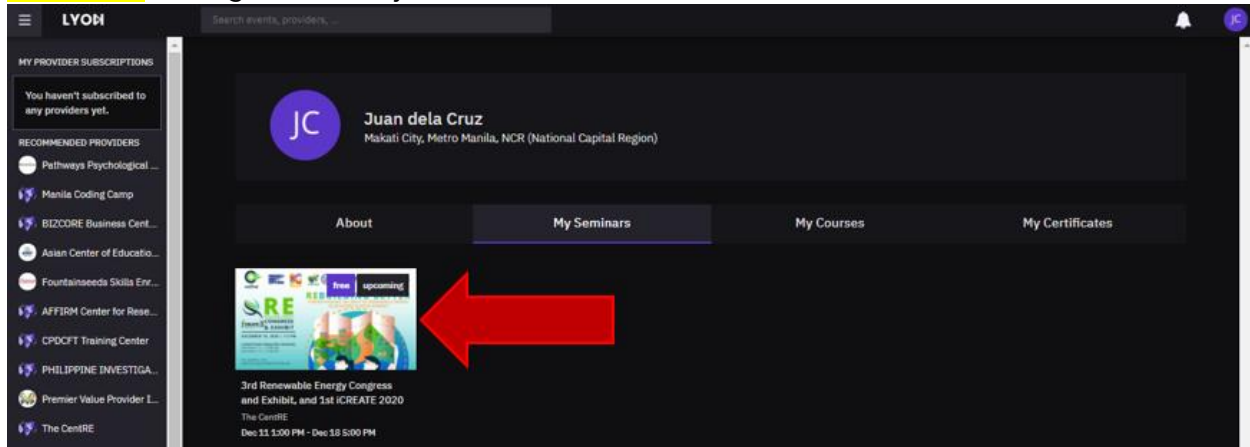 LYON
Search events, providers, ...
MY PROVIDER SUBSCRIPTIONS
You haven't subscribed to
any providers yet.
RECOMMENDED PROVIDERS
Pathways Psychological ...
Manila Coding Camp
BIZCORE Business Cent...
Asian Center of Educatio...
Fountainseeds Skills Enr...
AFFIRM Center for Rese...
CPDCFT Training Center
PHILIPPINE INVESTIGA...
Premier Value Provider I...
The CentRE
JC
JC
Juan dela Cruz
Makati City, Metro Manila, NCR (National Capital Region)
About
My Seminars
My Courses
My Certificates
free
upcoming
RE
3rd Renewable Energy Congress
and Exhibit, and 1st iCREATE 2020
The CentRE
Dec 11 1:00 PM - Dec 18 5:00 PM